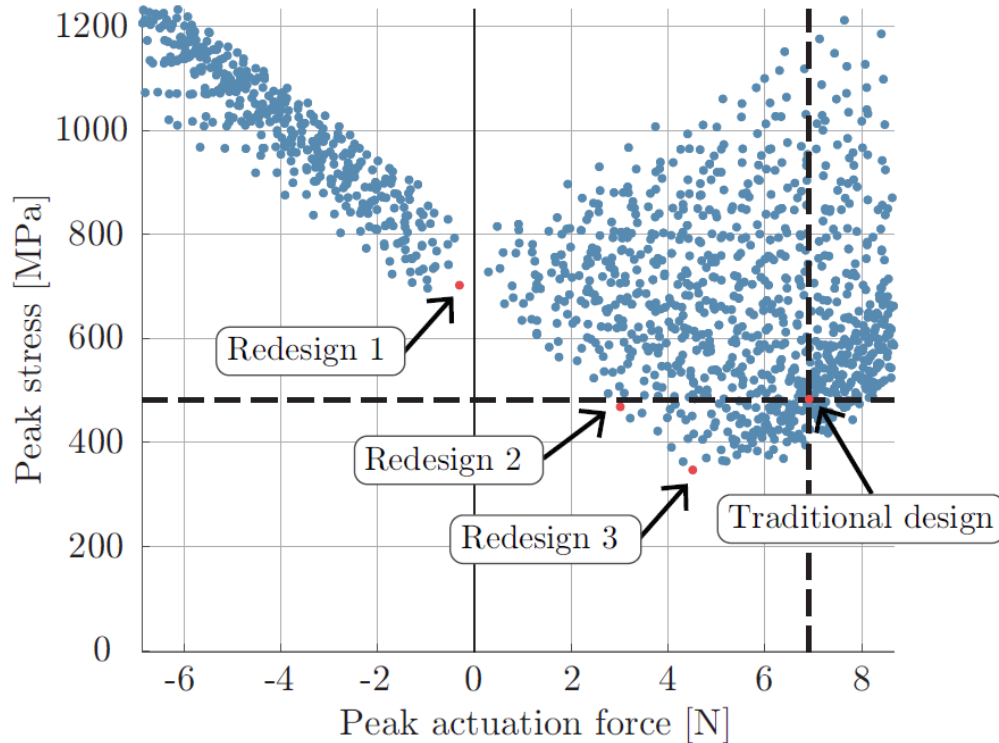 1200
1000
800
600
400
200
0
Peak stress [MPa]
Redesign 1
Redesign 2
Redesign 3
Traditional design
-6 -4 -2 0 2 4 6 8
Peak actuation force [N]